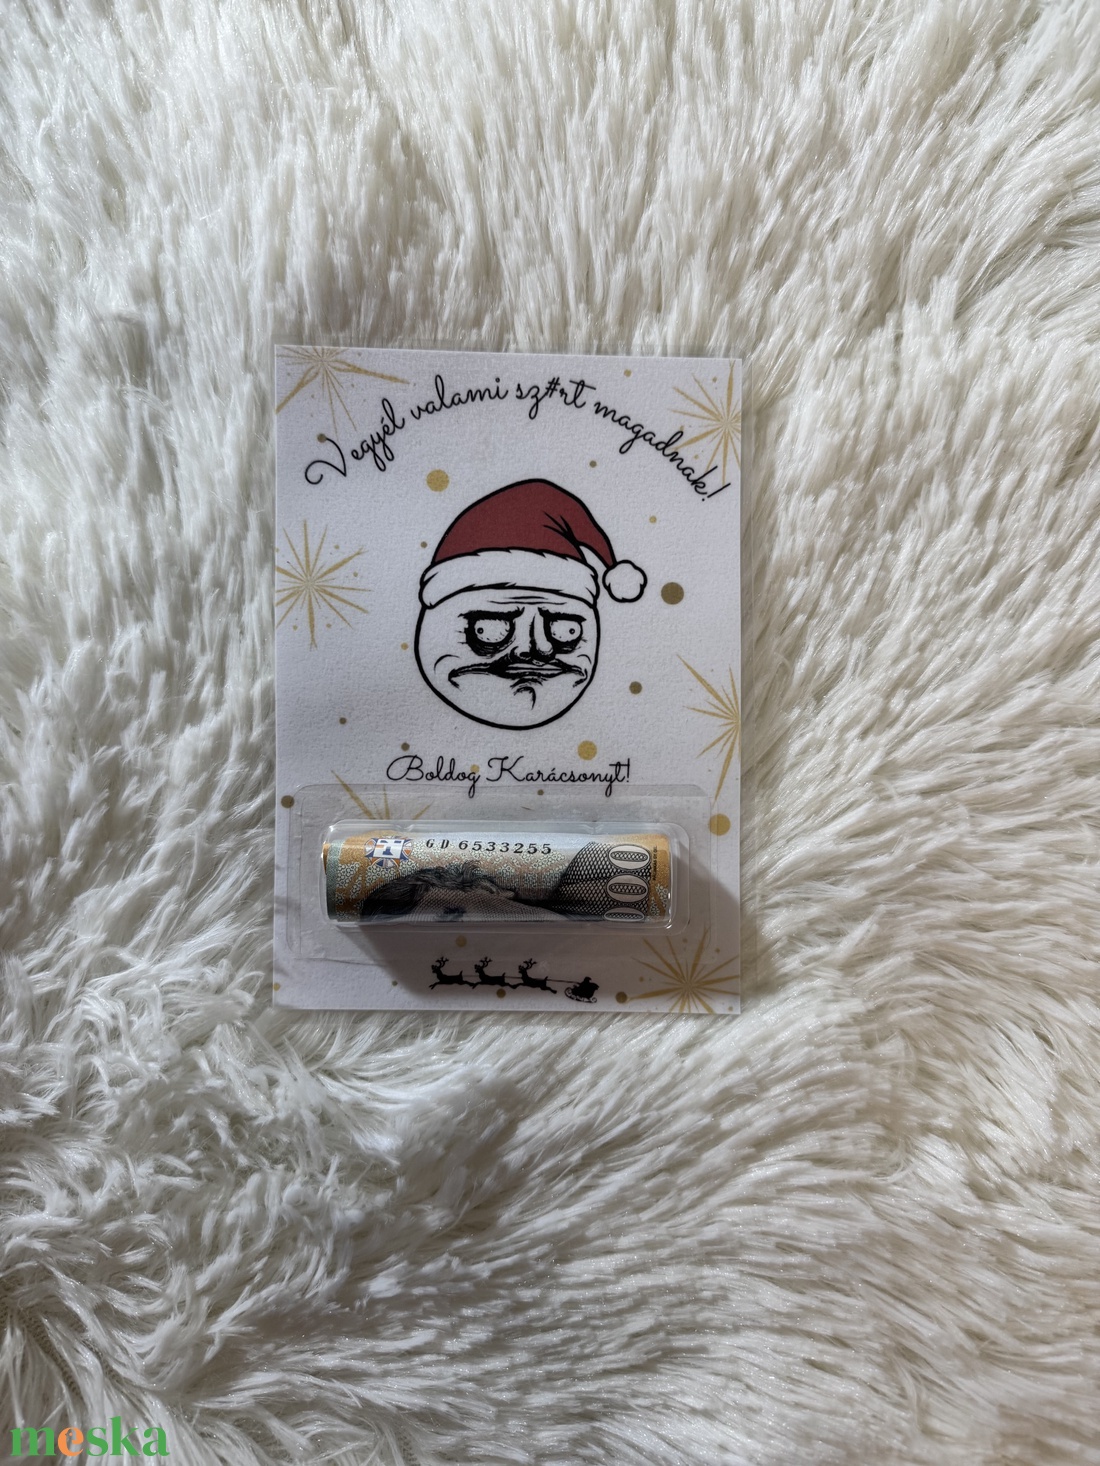 Vegyél valami sz#rt magadnak!
Boldog Karácsonyt!
GD 6533255
000
meska